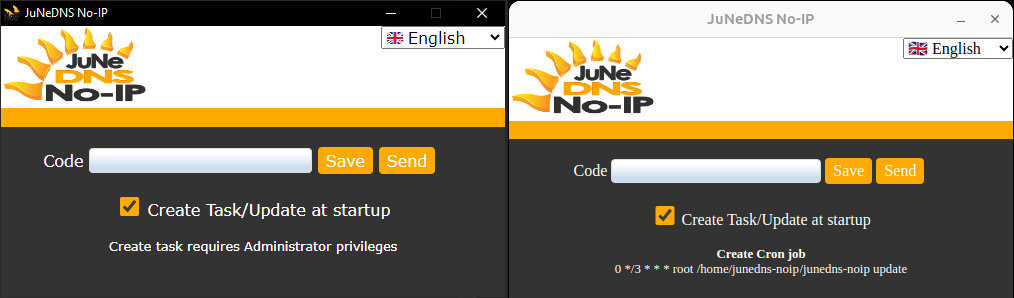 JuNeDNS No-IP
English
JuNe
DNS
No-IP
Code Save Send
Create Task/Update at startup
Create task requires Administrator privileges
JuNeDNS No-IP
English
JuNe
DNS
No-IP
Code Save Send
Create Task/Update at startup
Create Cron job
0 */3 * * * root /home/junedns-noip/junedns-noip update